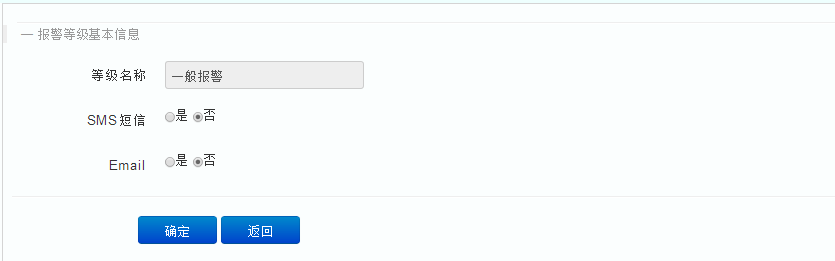 — 报警等级基本信息
等级名称 一般报警
SMS短信 是 否
Email 是 否
确定 返回